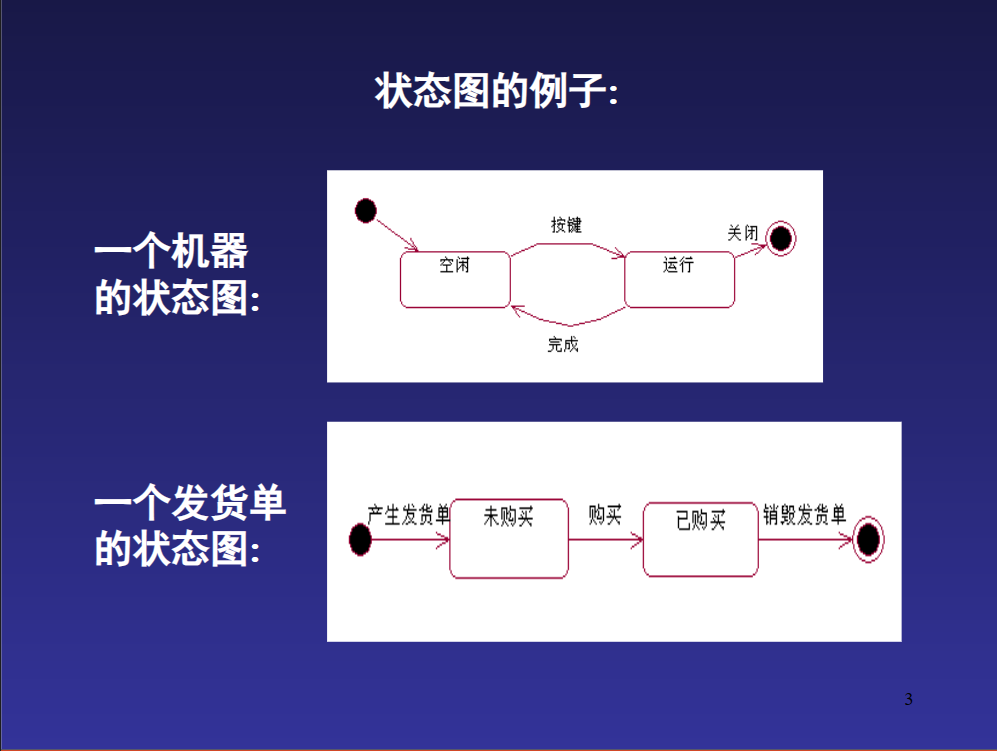 状态图的例子:
一个机器
的状态图:
按键
关闭
空闲
运行
完成
一个发货单
的状态图:
产生发货单
未购买
购买
已购买
销毁发货单
3